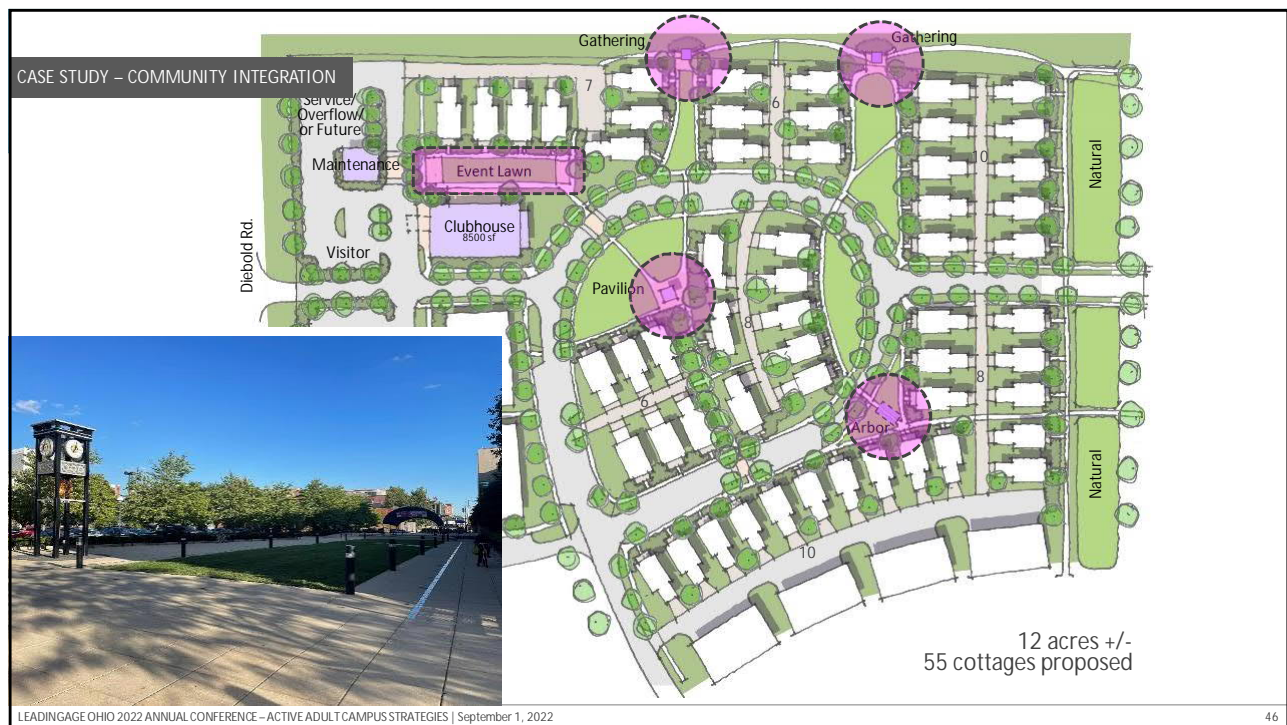 CASE STUDY – COMMUNITY INTEGRATION
Gathering
Gathering
Service/
Overflow/
or Future
Maintenance
Event Lawn
Clubhouse
8500 sf
Visitor
Diebold Rd.
Pavilion
Arbor
Natural
Natural
7
6
10
8
6
8
10
12 acres +/-
55 cottages proposed
LEADINGAGE OHIO 2022 ANNUAL CONFERENCE – ACTIVE ADULT CAMPUS STRATEGIES | September 1, 2022
46